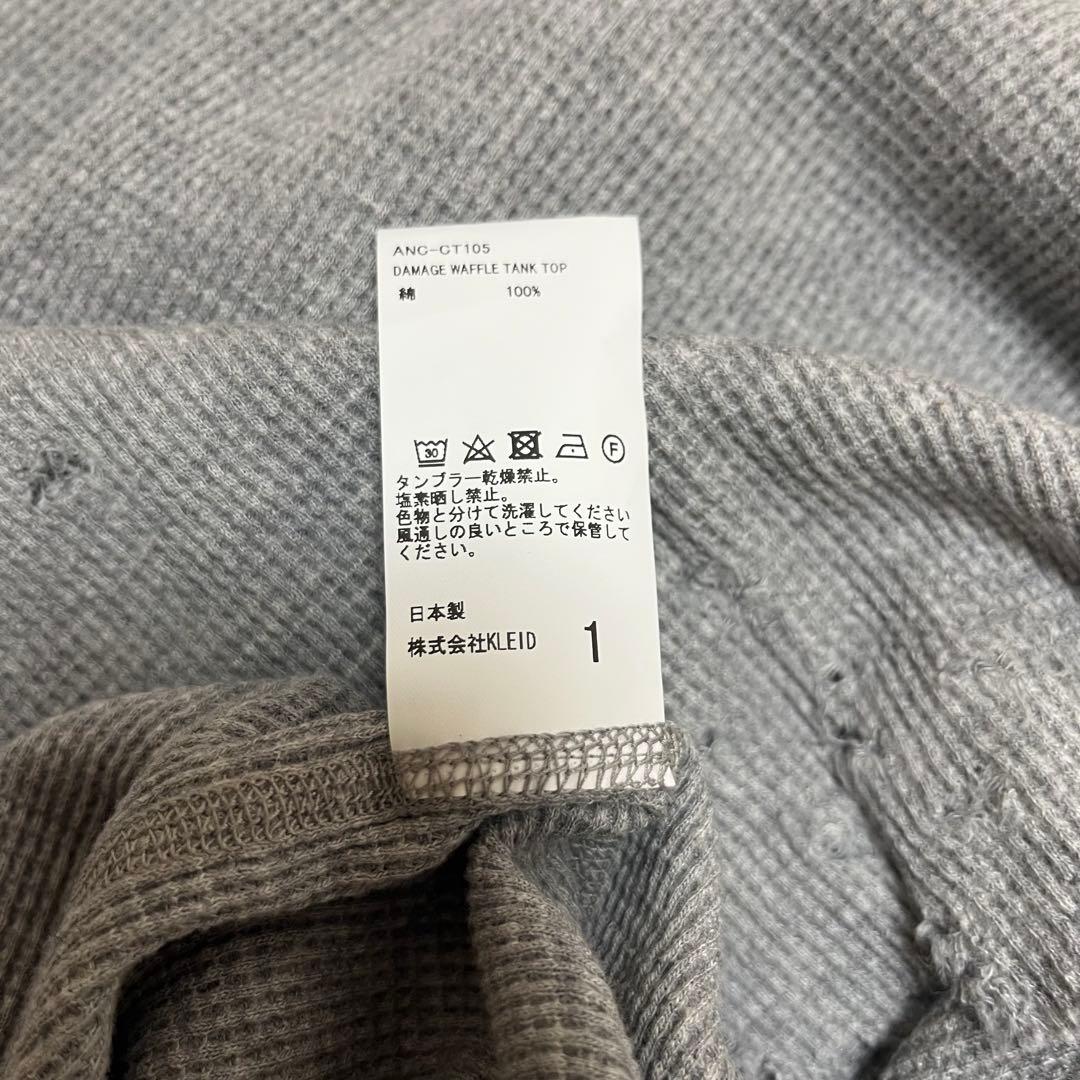 ANC-CT105
DAMAGE WAFFLE TANK TOP
綿 100%
30 F
タンブラー乾燥禁止。
塩素晒し禁止。
色物と分けて洗濯してください
風通しの良いところで保管して
ください。
日本製
株式会社KLEID 1